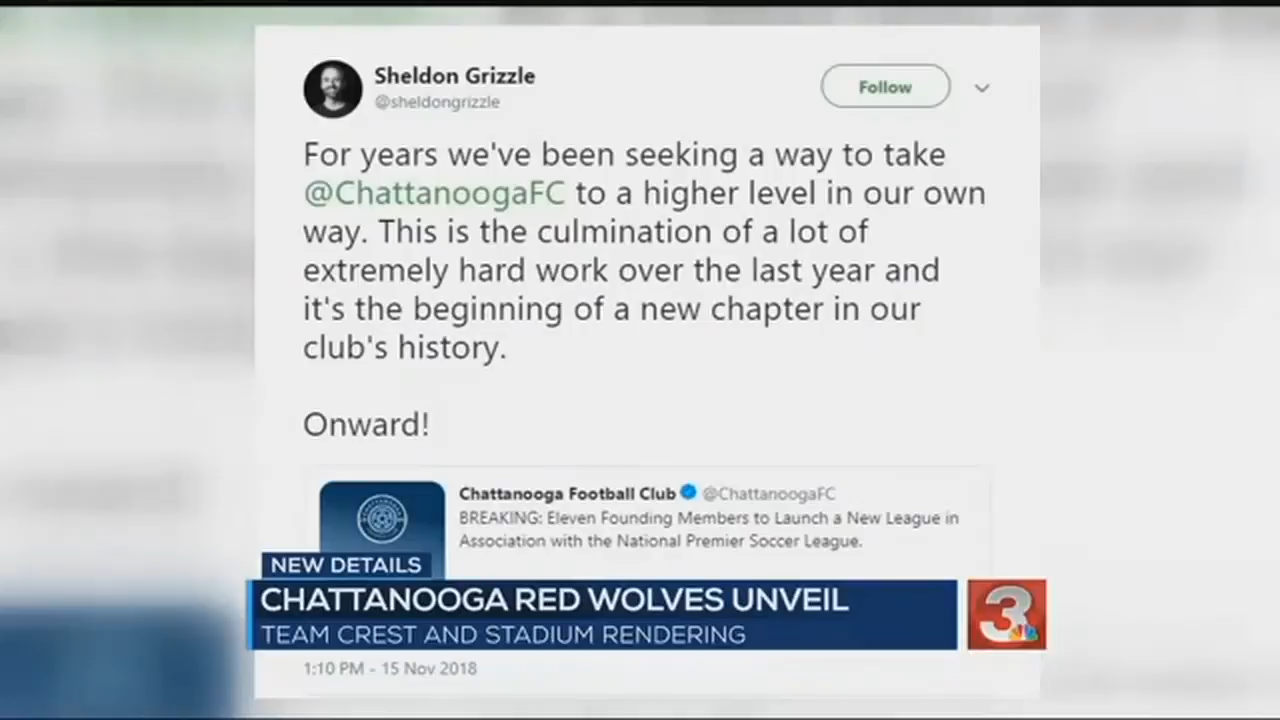 Sheldon Grizzle
@sheldongrizzle
Follow
For years we've been seeking a way to take
@ChattanoogaFC to a higher level in our own
way. This is the culmination of a lot of
extremely hard work over the last year and
it's the beginning of a new chapter in our
club's history.
Onward!
Chattanooga Football Club @ChattanoogaFC
BREAKING: Eleven Founding Members to Launch a New League in
Association with the National Premier Soccer League.
NEW DETAILS
CHATTANOOGA RED WOLVES UNVEIL
TEAM CREST AND STADIUM RENDERING
3
1:10 PM - 15 Nov 2018